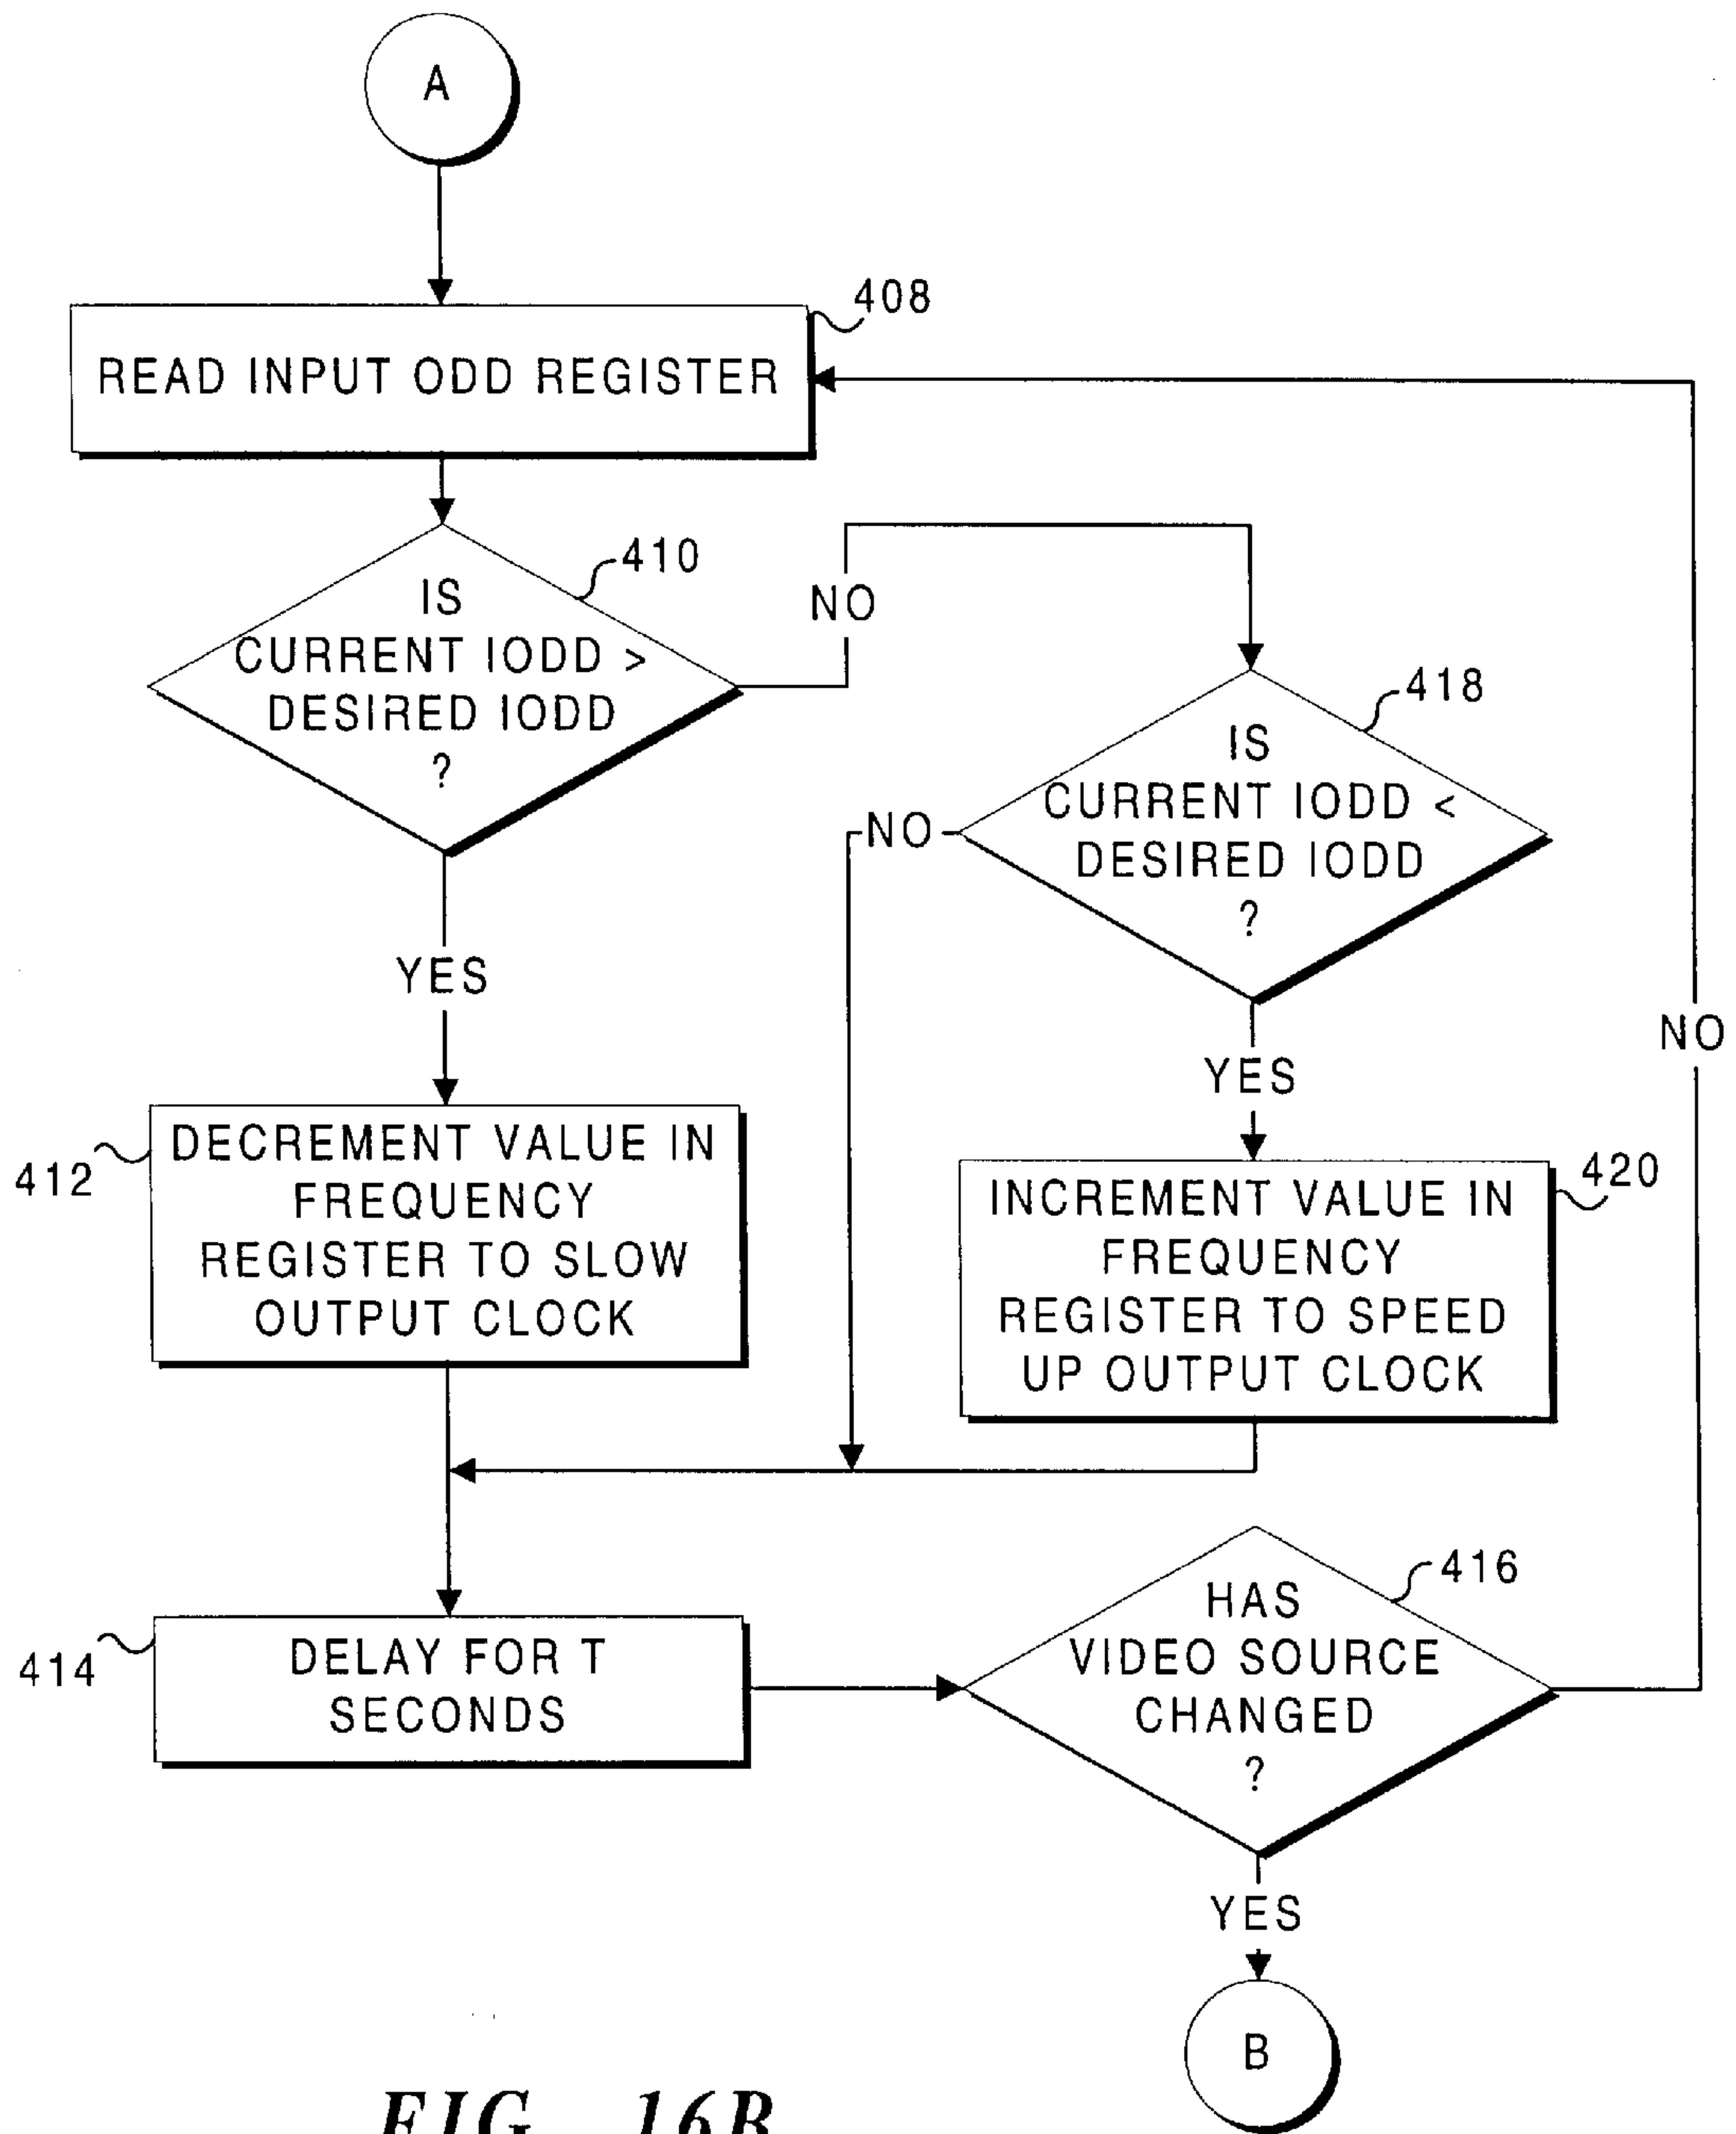 A
408
READ INPUT ODD REGISTER
410
IS
CURRENT IODD >
DESIRED IODD
?
NO
418
IS
CURRENT IODD <
DESIRED IODD
?
NO
YES
YES
NO
412
DECREMENT VALUE IN
FREQUENCY
REGISTER TO SLOW
OUTPUT CLOCK
420
INCREMENT VALUE IN
FREQUENCY
REGISTER TO SPEED
UP OUTPUT CLOCK
414
DELAY FOR T
SECONDS
416
HAS
VIDEO SOURCE
CHANGED
?
YES
B
FIG. 16B